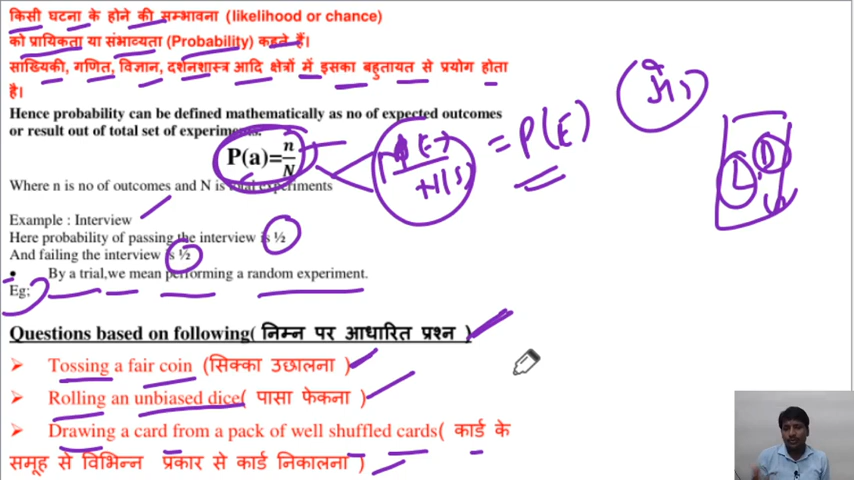 किसी घटना के होने की सम्भावना (likelihood or chance)
को प्रायिकता या संभाव्यता (Probability) कहते हैं।
सांख्यिकी, गणित, विज्ञान, दर्शनशास्त्र आदि क्षेत्रों में इसका बहुतायत से प्रयोग होता
है।
Hence probability can be defined mathematically as no of expected outcomes
or result out of total set of experiments.
P(a)=n/N
= P(E)
Where n is no of outcomes and N is total experiments
Example : Interview
Here probability of passing the interview is ½
And failing the interview is ½
• By a trial,we mean performing a random experiment.
Eg;
Questions based on following( निम्न पर आधारित प्रश्न )
➢ Tossing a fair coin (सिक्का उछालना )
➢ Rolling an unbiased dice( पासा फेकना )
➢ Drawing a card from a pack of well shuffled cards( कार्ड के
समूह से विभिन्न प्रकार से कार्ड निकालना )